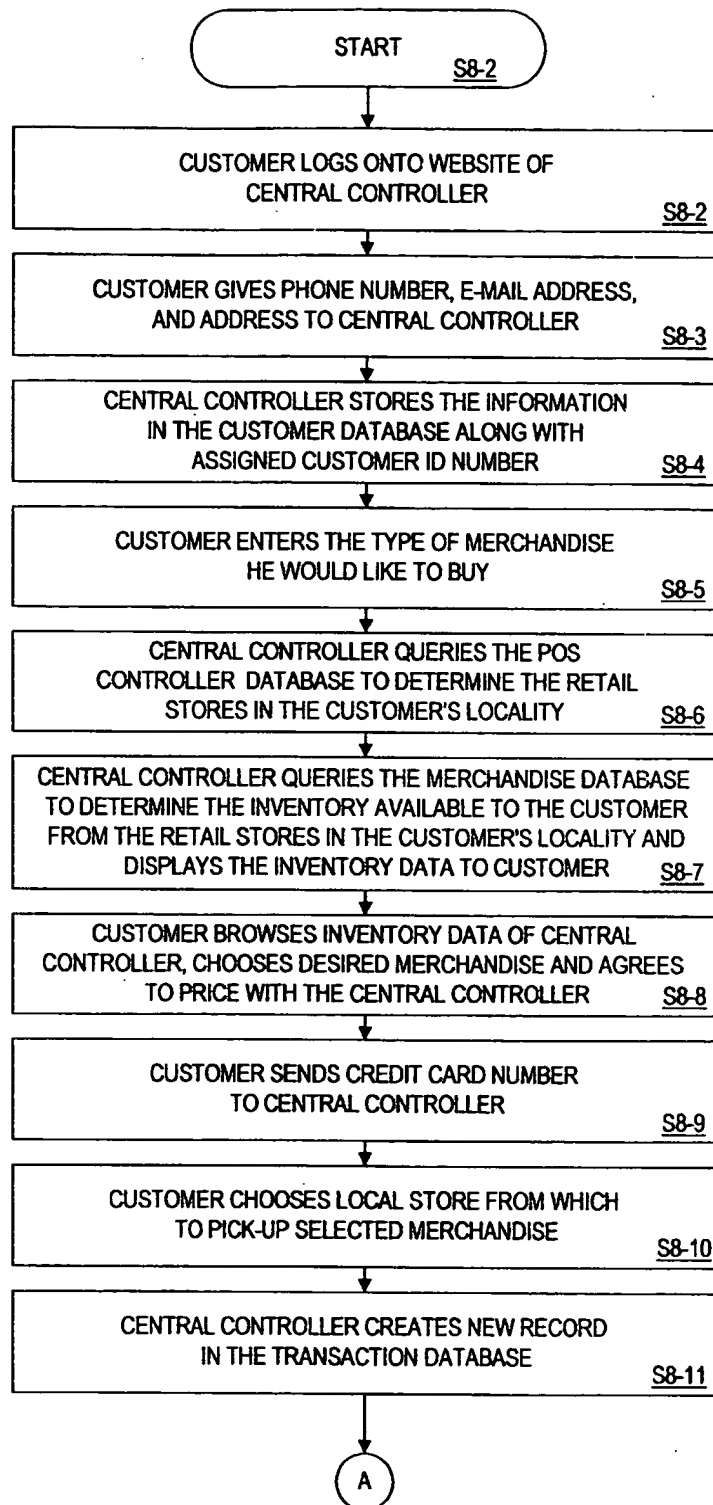 START
S8-2
CUSTOMER LOGS ONTO WEBSITE OF
CENTRAL CONTROLLER
S8-2
CUSTOMER GIVES PHONE NUMBER, E-MAIL ADDRESS,
AND ADDRESS TO CENTRAL CONTROLLER
S8-3
CENTRAL CONTROLLER STORES THE INFORMATION
IN THE CUSTOMER DATABASE ALONG WITH
ASSIGNED CUSTOMER ID NUMBER
S8-4
CUSTOMER ENTERS THE TYPE OF MERCHANDISE
HE WOULD LIKE TO BUY
S8-5
CENTRAL CONTROLLER QUERIES THE POS
CONTROLLER DATABASE TO DETERMINE THE RETAIL
STORES IN THE CUSTOMER'S LOCALITY
S8-6
CENTRAL CONTROLLER QUERIES THE MERCHANDISE DATABASE
TO DETERMINE THE INVENTORY AVAILABLE TO THE CUSTOMER
FROM THE RETAIL STORES IN THE CUSTOMER'S LOCALITY AND
DISPLAYS THE INVENTORY DATA TO CUSTOMER
S8-7
CUSTOMER BROWSES INVENTORY DATA OF CENTRAL
CONTROLLER, CHOOSES DESIRED MERCHANDISE AND AGREES
TO PRICE WITH THE CENTRAL CONTROLLER
S8-8
CUSTOMER SENDS CREDIT CARD NUMBER
TO CENTRAL CONTROLLER
S8-9
CUSTOMER CHOOSES LOCAL STORE FROM WHICH
TO PICK-UP SELECTED MERCHANDISE
S8-10
CENTRAL CONTROLLER CREATES NEW RECORD
IN THE TRANSACTION DATABASE
S8-11
A